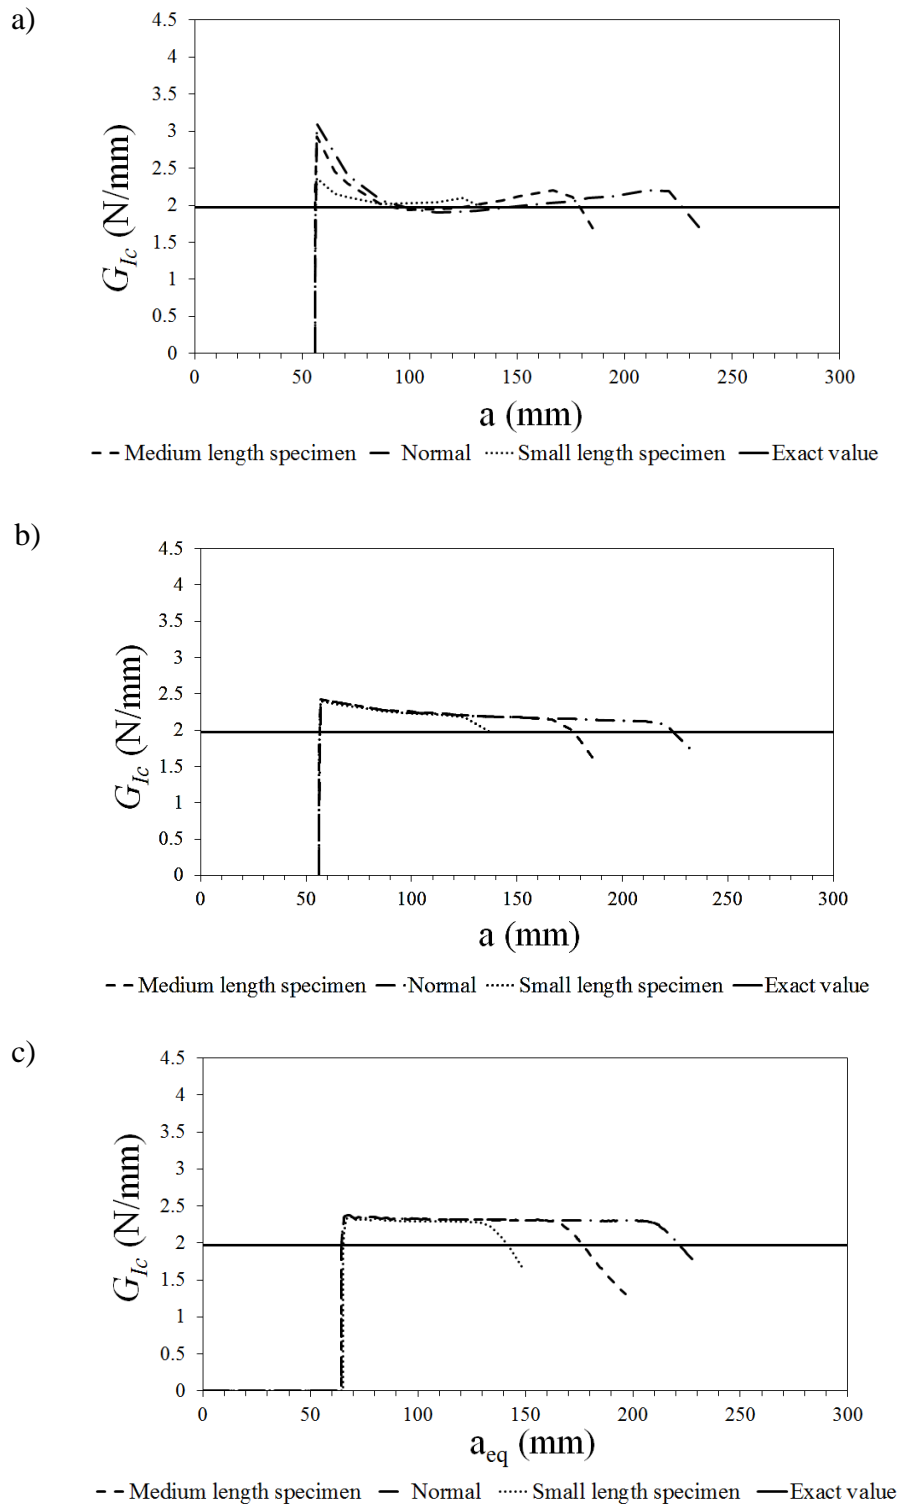 a)
4.5
4
3.5
3
2.5
2
1.5
1
0.5
0
G_Ic (N/mm)
0 50 100 150 200 250 300
a (mm)
Medium length specimen Normal Small length specimen Exact value
b)
4.5
4
3.5
3
2.5
2
1.5
1
0.5
0
G_Ic (N/mm)
0 50 100 150 200 250 300
a (mm)
Medium length specimen Normal Small length specimen Exact value
c)
4.5
4
3.5
3
2.5
2
1.5
1
0.5
0
G_Ic (N/mm)
0 50 100 150 200 250 300
a_eq (mm)
Medium length specimen Normal Small length specimen Exact value